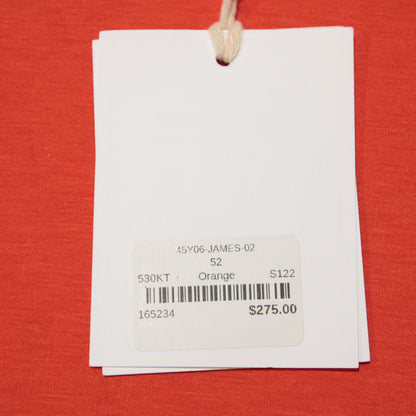 45Y06-JAMES-02
52
530KT - Orange S122
165234 $275.00